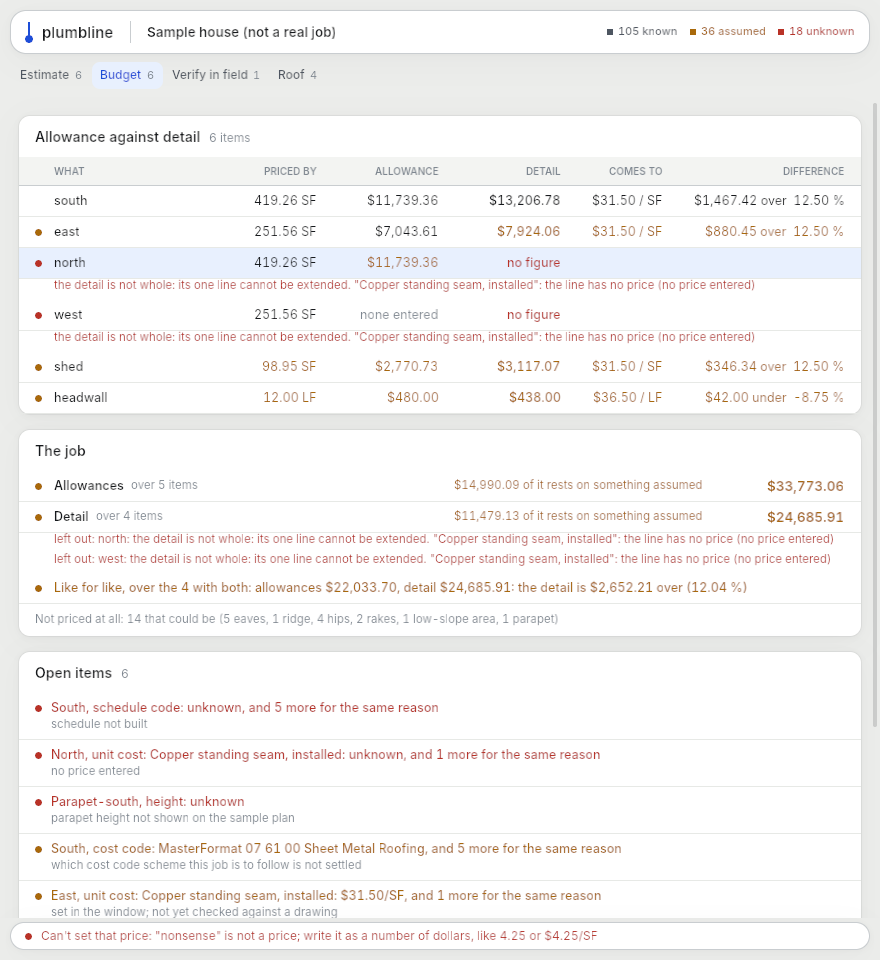 plumbline Sample house (not a real job) 105 known 36 assumed 18 unknown
Estimate 6 Budget 6 Verify in field 1 Roof 4
Allowance against detail 6 items
WHAT PRICED BY ALLOWANCE DETAIL COMES TO DIFFERENCE
south 419.26 SF $11,739.36 $13,206.78 $31.50 / SF $1,467.42 over 12.50 %
east 251.56 SF $7,043.61 $7,924.06 $31.50 / SF $880.45 over 12.50 %
north 419.26 SF $11,739.36 no figure
the detail is not whole: its one line cannot be extended. "Copper standing seam, installed": the line has no price (no price entered)
west 251.56 SF none entered no figure
the detail is not whole: its one line cannot be extended. "Copper standing seam, installed": the line has no price (no price entered)
shed 98.95 SF $2,770.73 $3,117.07 $31.50 / SF $346.34 over 12.50 %
headwall 12.00 LF $480.00 $438.00 $36.50 / LF $42.00 under -8.75 %
The job
Allowances over 5 items $14,990.09 of it rests on something assumed $33,773.06
Detail over 4 items $11,479.13 of it rests on something assumed $24,685.91
left out: north: the detail is not whole: its one line cannot be extended. "Copper standing seam, installed": the line has no price (no price entered)
left out: west: the detail is not whole: its one line cannot be extended. "Copper standing seam, installed": the line has no price (no price entered)
Like for like, over the 4 with both: allowances $22,033.70, detail $24,685.91: the detail is $2,652.21 over (12.04 %)
Not priced at all: 14 that could be (5 eaves, 1 ridge, 4 hips, 2 rakes, 1 low-slope area, 1 parapet)
Open items 6
South, schedule code: unknown, and 5 more for the same reason
schedule not built
North, unit cost: Copper standing seam, installed: unknown, and 1 more for the same reason
no price entered
Parapet-south, height: unknown
parapet height not shown on the sample plan
South, cost code: MasterFormat 07 61 00 Sheet Metal Roofing, and 5 more for the same reason
which cost code scheme this job is to follow is not settled
East, unit cost: Copper standing seam, installed: $31.50/SF, and 1 more for the same reason
set in the window; not yet checked against a drawing
Can't set that price: "nonsense" is not a price; write it as a number of dollars, like 4.25 or $4.25/SF